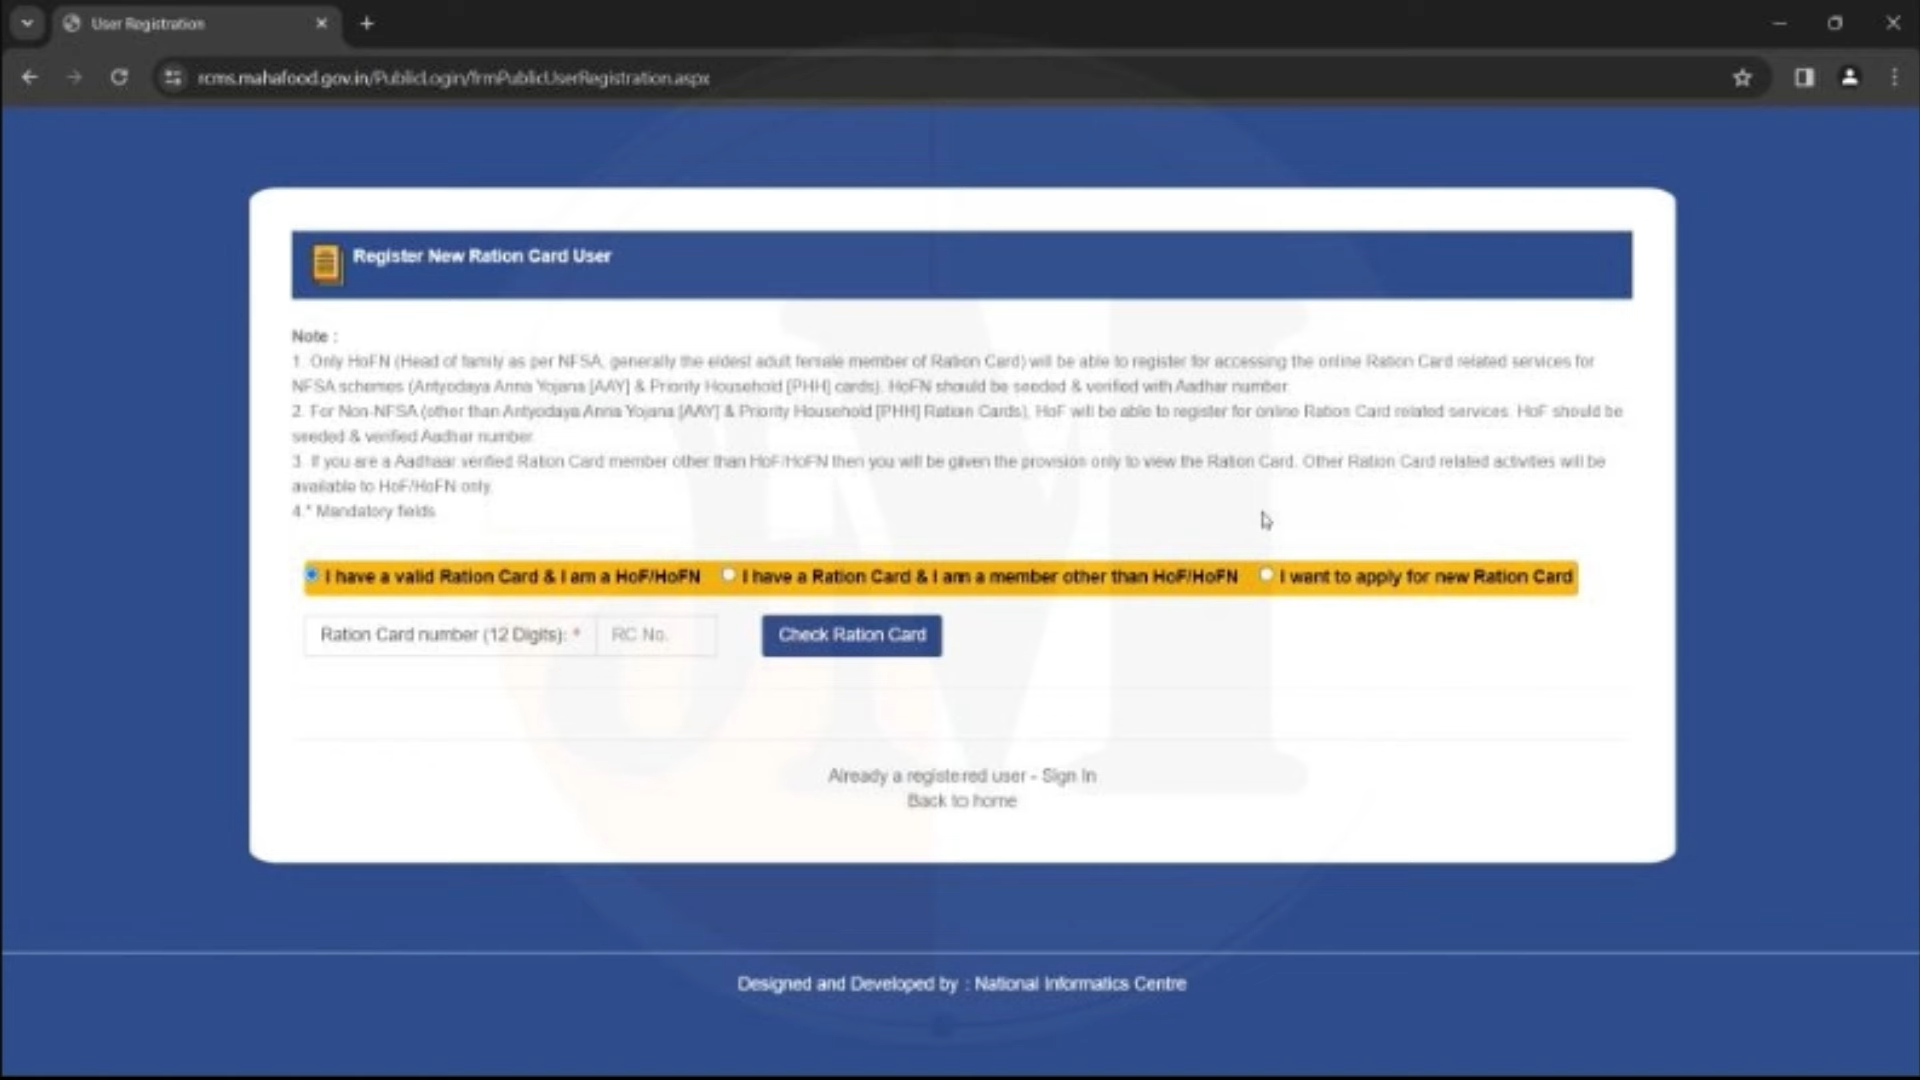 User Registration
rcms.mahafood.gov.in/PublicLogin/frmPublicUserRegistration.aspx
Register New Ration Card User
Note :
1. Only HoFN (Head of family as per NFSA, generally the eldest adult female member of Ration Card) will be able to register for accessing the online Ration Card related services for
NFSA schemes (Antyodaya Anna Yojana [AAY] & Priority Household [PHH] cards). HoFN should be seeded & verified with Aadhar number.
2. For Non-NFSA (other than Antyodaya Anna Yojana [AAY] & Priority Household [PHH] Ration Cards), HoF will be able to register for online Ration Card related services. HoF should be
seeded & verified Aadhar number.
3. If you are a Aadhaar verified Ration Card member other than HoF/HoFN then you will be given the provision only to view the Ration Card. Other Ration Card related activities will be
available to HoF/HoFN only.
4.* Mandatory fields
I have a valid Ration Card & I am a HoF/HoFN I have a Ration Card & I am a member other than HoF/HoFN I want to apply for new Ration Card
Ration Card number (12 Digits): * RC No. Check Ration Card
Already a registered user - Sign In
Back to home
Designed and Developed by : National Informatics Centre